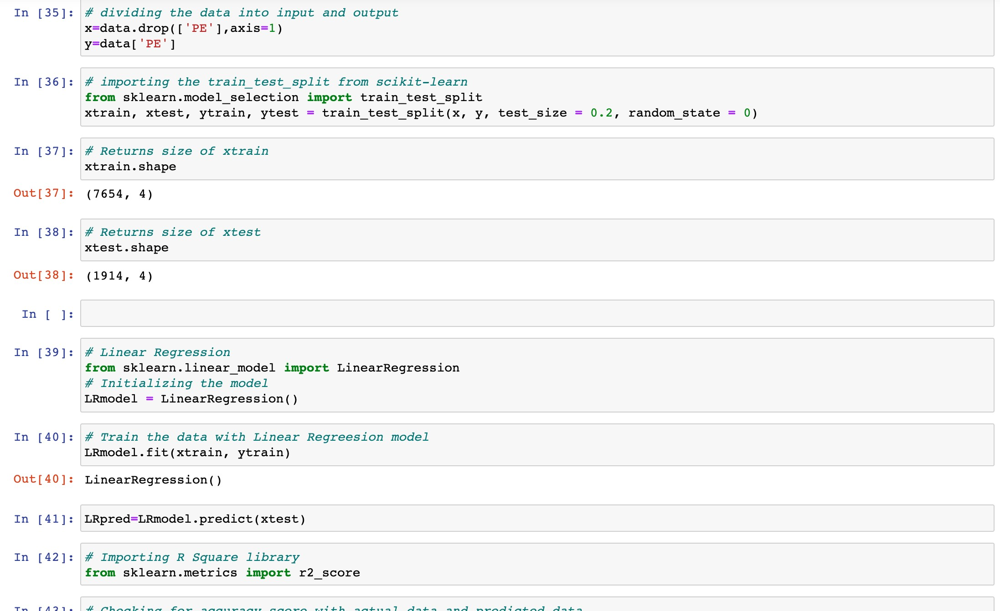 In [35]: # dividing the data into input and output
x=data.drop(['PE'],axis=1)
y=data['PE']
In [36]: # importing the train_test_split from scikit-learn
from sklearn.model_selection import train_test_split
xtrain, xtest, ytrain, ytest = train_test_split(x, y, test_size = 0.2, random_state = 0)
In [37]: # Returns size of xtrain
xtrain.shape
Out[37]: (7654, 4)
In [38]: # Returns size of xtest
xtest.shape
Out[38]: (1914, 4)
In [ ]:
In [39]: # Linear Regression
from sklearn.linear_model import LinearRegression
# Initializing the model
LRmodel = LinearRegression()
In [40]: # Train the data with Linear Regreesion model
LRmodel.fit(xtrain, ytrain)
Out[40]: LinearRegression()
In [41]: LRpred=LRmodel.predict(xtest)
In [42]: # Importing R Square library
from sklearn.metrics import r2_score
In [43]: # Checking for accuracy score with actual data and predicted data